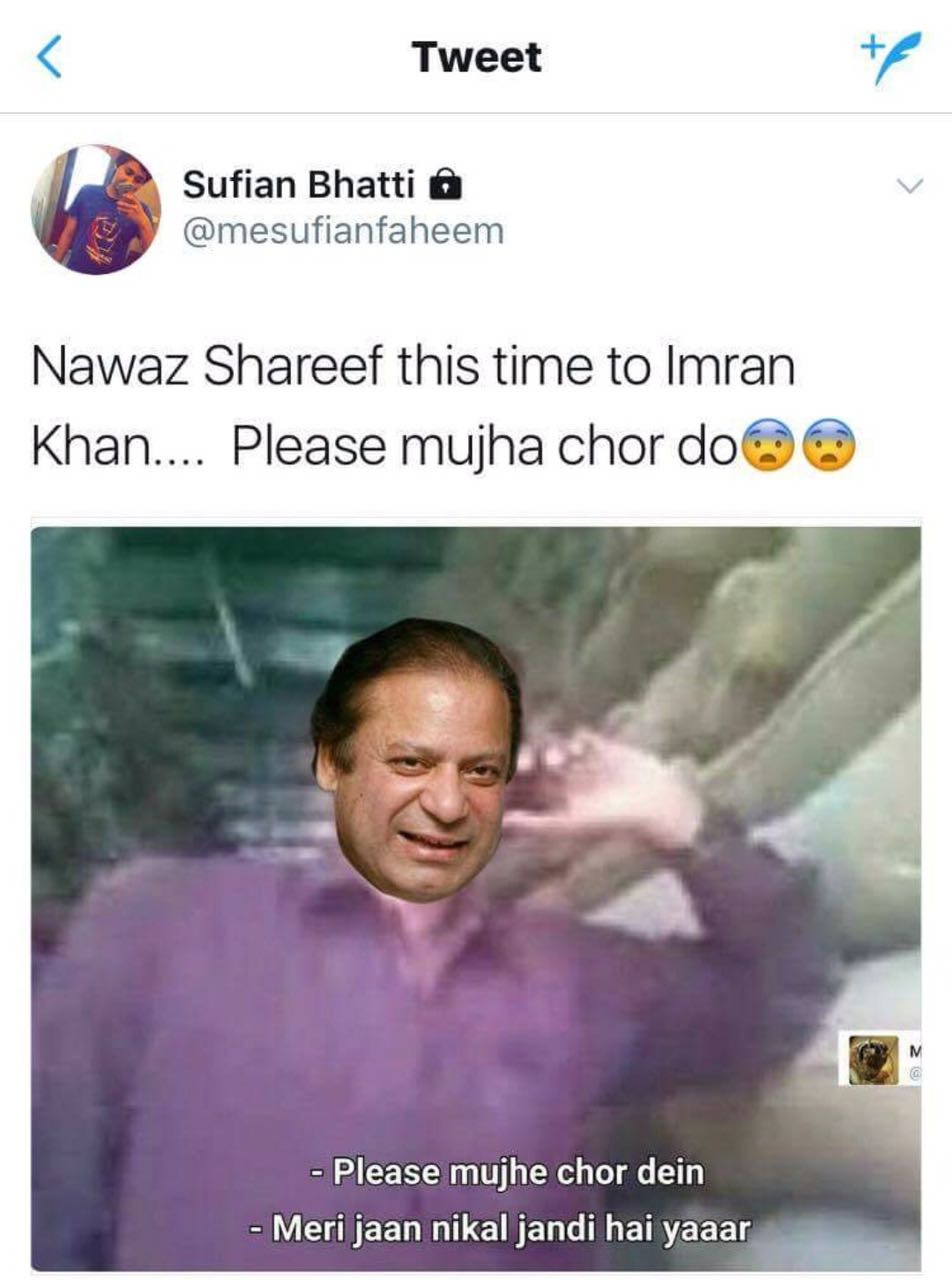 Tweet
Sufian Bhatti
@mesufianfaheem
Nawaz Shareef this time to Imran
Khan.... Please mujha chor do😨😨
M
@
- Please mujhe chor dein
- Meri jaan nikal jandi hai yaaar